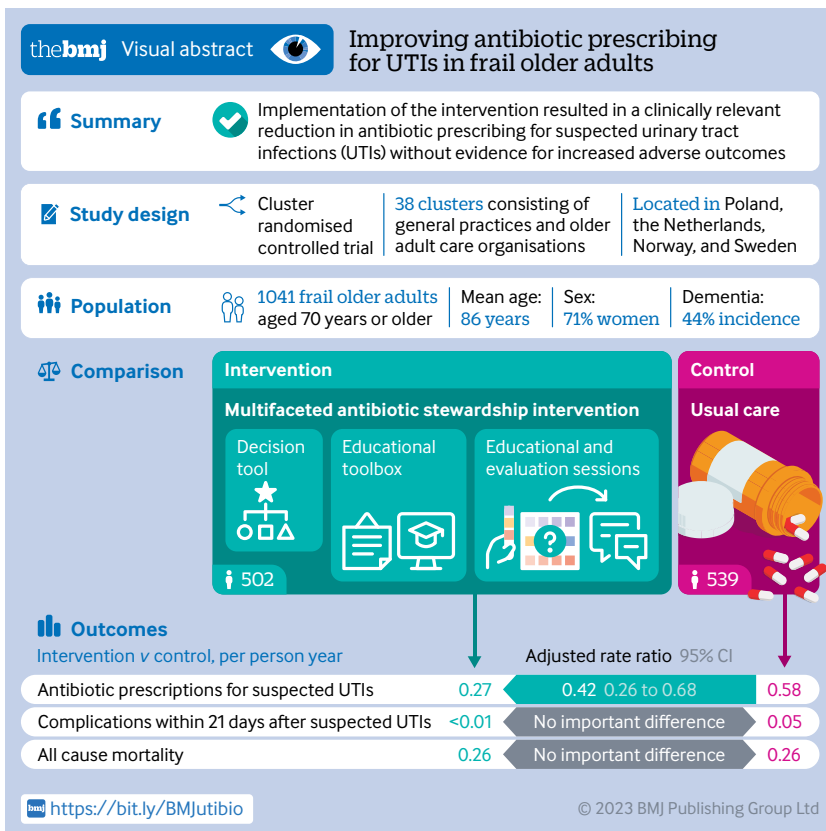 thebmj Visual abstract
Improving antibiotic prescribing
for UTIs in frail older adults
Summary
Implementation of the intervention resulted in a clinically relevant
reduction in antibiotic prescribing for suspected urinary tract
infections (UTIs) without evidence for increased adverse outcomes
Study design
Cluster
randomised
controlled trial
38 clusters consisting of
general practices and older
adult care organisations
Located in Poland,
the Netherlands,
Norway, and Sweden
Population
1041 frail older adults
aged 70 years or older
Mean age:
86 years
Sex:
71% women
Dementia:
44% incidence
Comparison
Intervention
Multifaceted antibiotic stewardship intervention
Decision
tool
Educational
toolbox
Educational and
evaluation sessions
?
502
Control
Usual care
539
Outcomes
Intervention v control, per person year
Adjusted rate ratio 95% CI
Antibiotic prescriptions for suspected UTIs 0.27 0.42 0.26 to 0.68 0.58
Complications within 21 days after suspected UTIs <0.01 No important difference 0.05
All cause mortality 0.26 No important difference 0.26
bmj https://bit.ly/BMJutibio
© 2023 BMJ Publishing Group Ltd